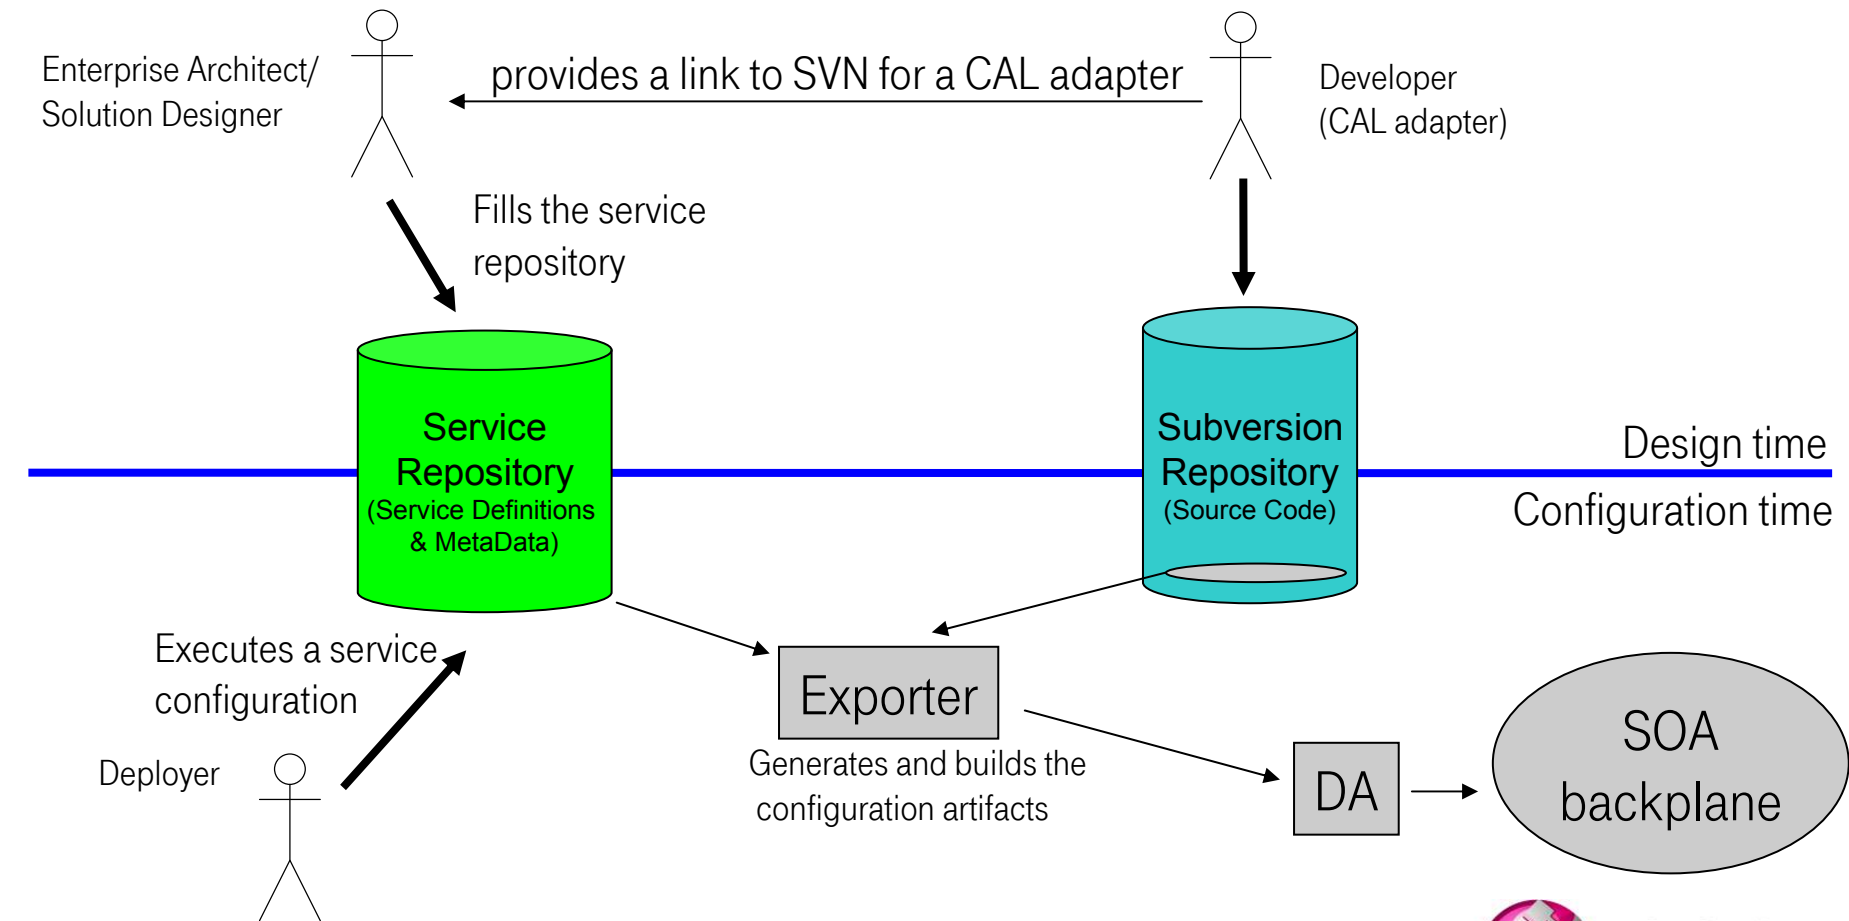 Enterprise Architect/
Solution Designer
provides a link to SVN for a CAL adapter
Developer
(CAL adapter)
Fills the service
repository
Service
Repository
(Service Definitions
& MetaData)
Subversion
Repository
(Source Code)
Design time
Configuration time
Executes a service
configuration
Deployer
Exporter
Generates and builds the
configuration artifacts
DA
SOA
backplane